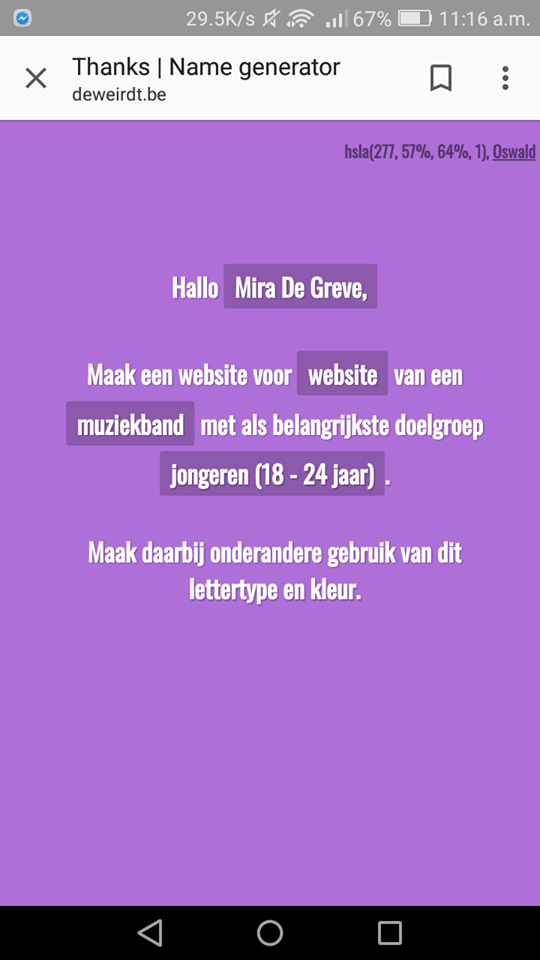 29.5K/s 67% 11:16 a.m.
Thanks | Name generator
deweirdt.be
hsla(277, 57%, 64%, 1), Oswald
Hallo Mira De Greve,
Maak een website voor website van een
muziekband met als belangrijkste doelgroep
jongeren (18 - 24 jaar) .
Maak daarbij onderandere gebruik van dit
lettertype en kleur.